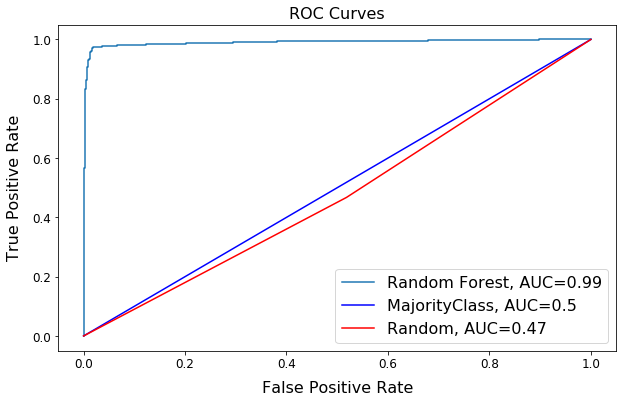 ROC Curves
True Positive Rate
1.0
0.8
0.6
0.4
0.2
0.0
Random Forest, AUC=0.99
MajorityClass, AUC=0.5
Random, AUC=0.47
0.0 0.2 0.4 0.6 0.8 1.0
False Positive Rate